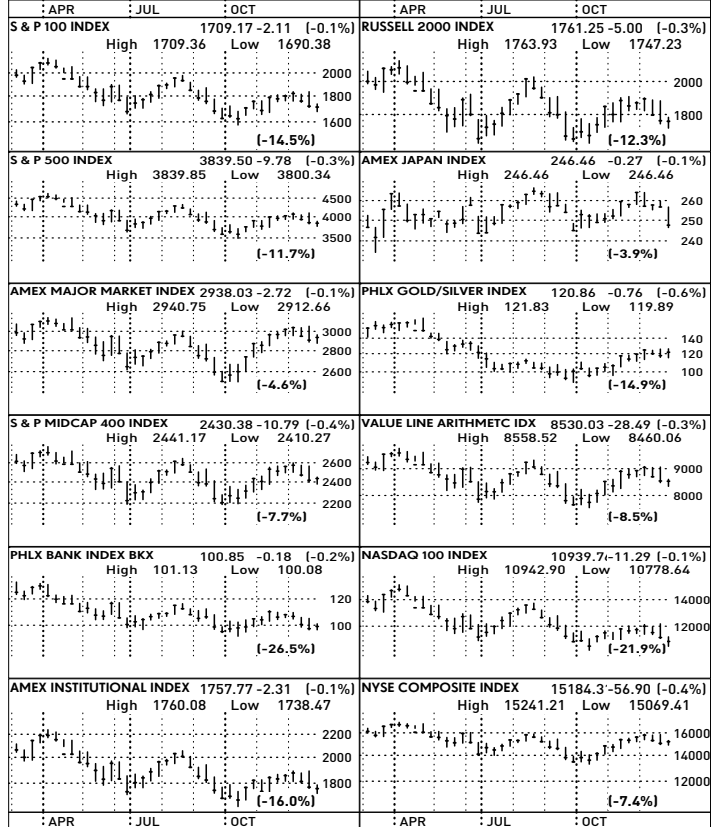 APR JUL OCT APR JUL OCT
S & P 100 INDEX 1709.17 -2.11 (-0.1%)
High 1709.36 Low 1690.38
2000
1800
1600
(-14.5%)
RUSSELL 2000 INDEX 1761.25 -5.00 (-0.3%)
High 1763.93 Low 1747.23
2000
1800
(-12.3%)
S & P 500 INDEX 3839.50 -9.78 (-0.3%)
High 3839.85 Low 3800.34
4500
4000
3500
(-11.7%)
AMEX JAPAN INDEX 246.46 -0.27 (-0.1%)
High 246.46 Low 246.46
260
250
240
(-3.9%)
AMEX MAJOR MARKET INDEX 2938.03 -2.72 (-0.1%)
High 2940.75 Low 2912.66
3000
2800
2600
(-4.6%)
PHLX GOLD/SILVER INDEX 120.86 -0.76 (-0.6%)
High 121.83 Low 119.89
140
120
100
(-14.9%)
S & P MIDCAP 400 INDEX 2430.38 -10.79 (-0.4%)
High 2441.17 Low 2410.27
2600
2400
2200
(-7.7%)
VALUE LINE ARITHMETC IDX 8530.03 -28.49 (-0.3%)
High 8558.52 Low 8460.06
9000
8000
(-8.5%)
PHLX BANK INDEX BKX 100.85 -0.18 (-0.2%)
High 101.13 Low 100.08
120
100
(-26.5%)
NASDAQ 100 INDEX 10939.7 -11.29 (-0.1%)
High 10942.90 Low 10778.64
14000
12000
(-21.9%)
AMEX INSTITUTIONAL INDEX 1757.77 -2.31 (-0.1%)
High 1760.08 Low 1738.47
2200
2000
1800
(-16.0%)
NYSE COMPOSITE INDEX 15184.3 -56.90 (-0.4%)
High 15241.21 Low 15069.41
16000
14000
12000
(-7.4%)
APR JUL OCT APR JUL OCT